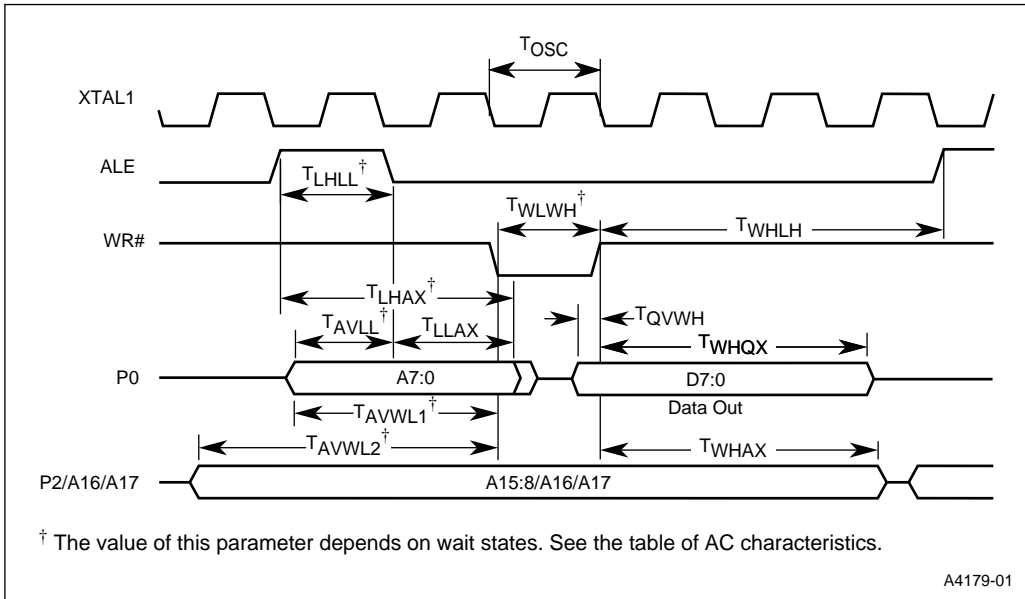 TOSC
XTAL1
ALE
TLHLL†
TWLWH†
WR#
TWHLH
TLHAX†
TAVLL†
TLLAX
TQVWH
TWHQX
P0
A7:0
D7:0
Data Out
TAVWL1†
TAVWL2†
TWHAX
P2/A16/A17
A15:8/A16/A17
† The value of this parameter depends on wait states. See the table of AC characteristics.
A4179-01